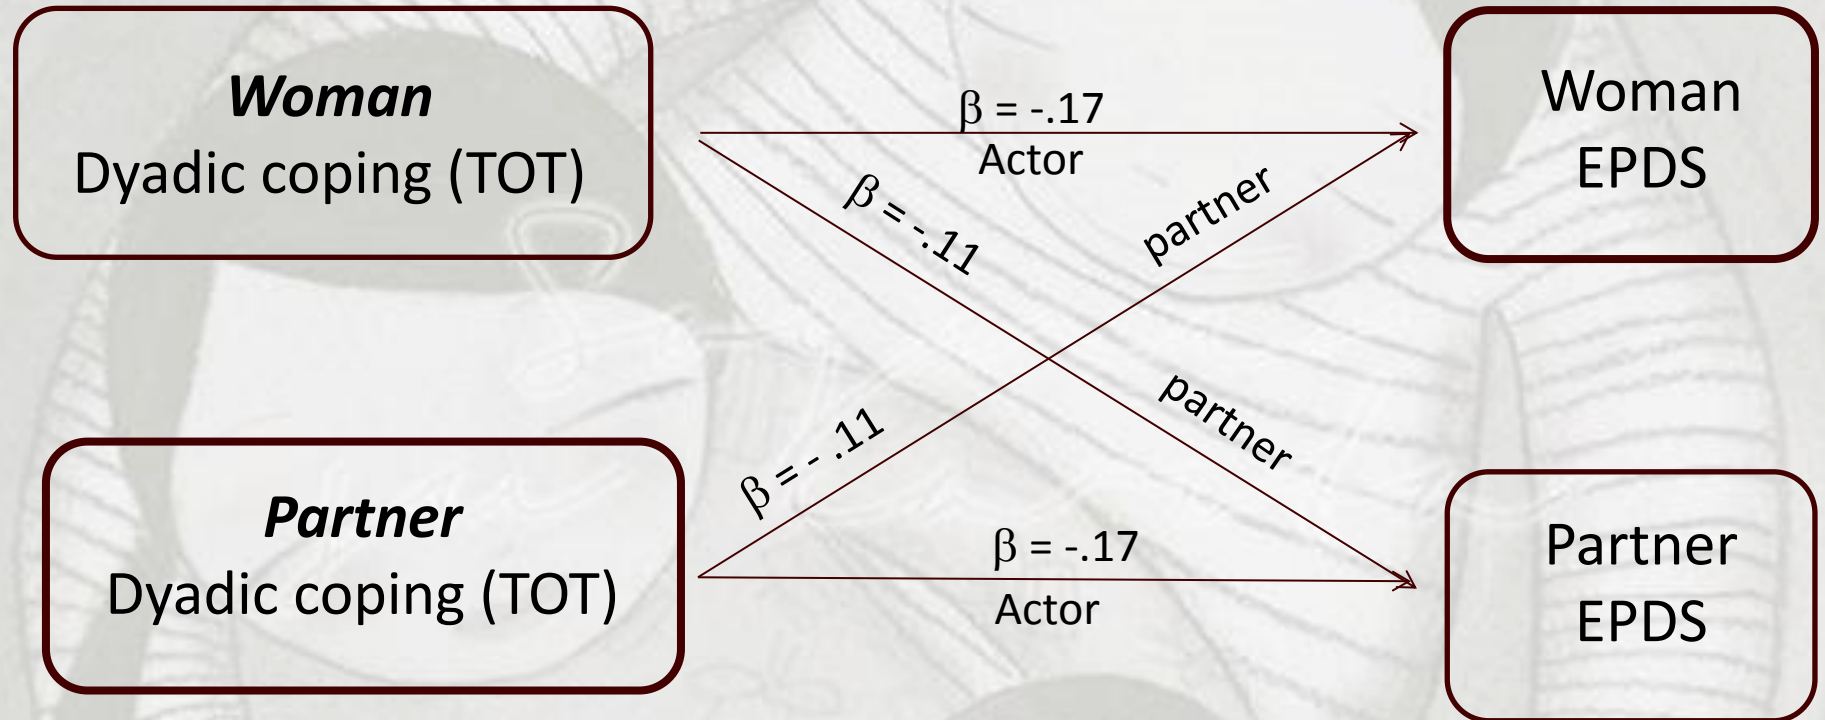 Woman
Dyadic coping (TOT)
β = -.17
Actor
Woman
EPDS
β = -.11
partner
β = - .11
partner
Partner
Dyadic coping (TOT)
β = -.17
Actor
Partner
EPDS